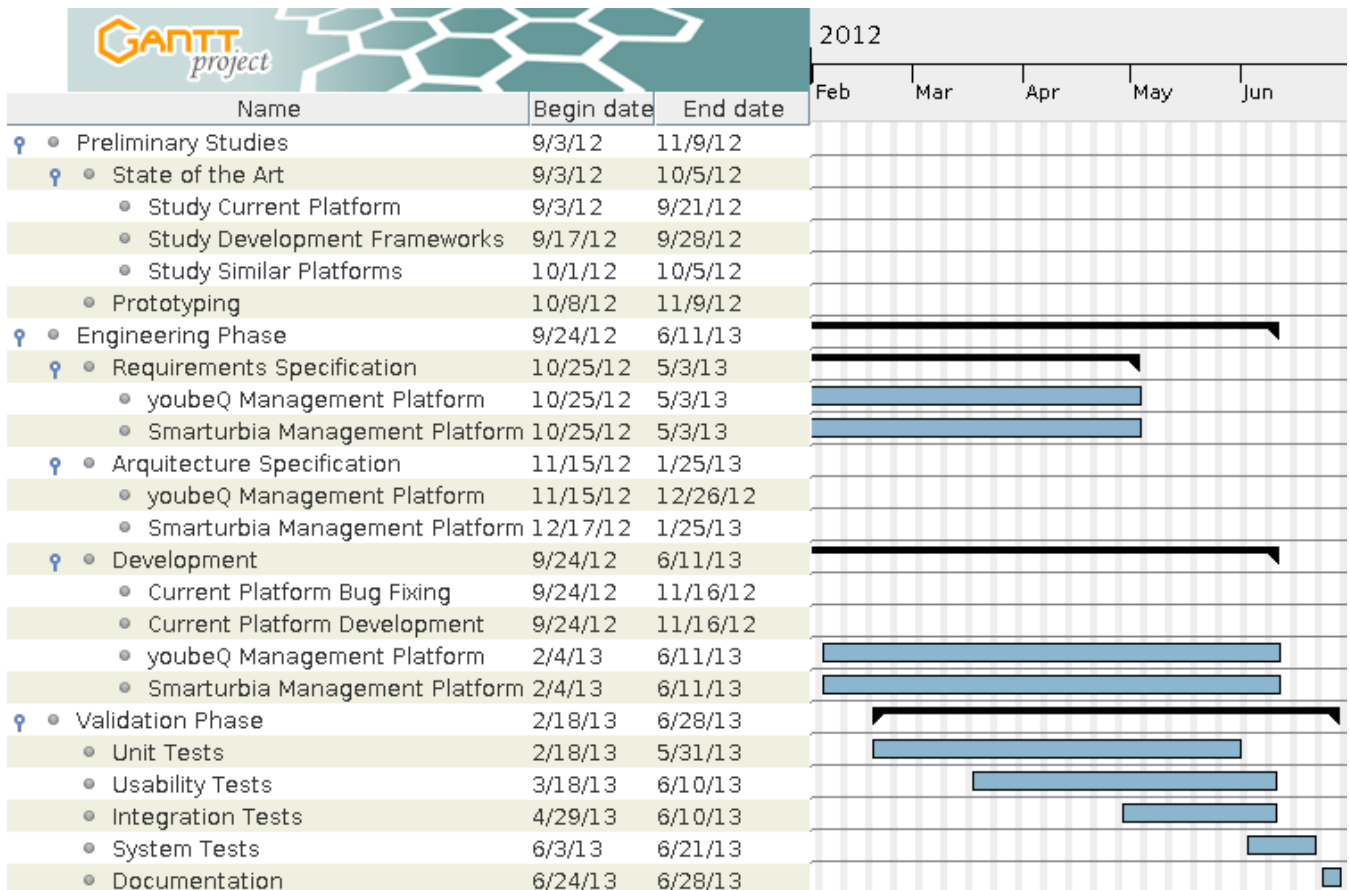 GANTT
project
2012
Feb Mar Apr May Jun
Name Begin date End date
Preliminary Studies 9/3/12 11/9/12
State of the Art 9/3/12 10/5/12
Study Current Platform 9/3/12 9/21/12
Study Development Frameworks 9/17/12 9/28/12
Study Similar Platforms 10/1/12 10/5/12
Prototyping 10/8/12 11/9/12
Engineering Phase 9/24/12 6/11/13
Requirements Specification 10/25/12 5/3/13
youbeQ Management Platform 10/25/12 5/3/13
Smarturbia Management Platform 10/25/12 5/3/13
Arquitecture Specification 11/15/12 1/25/13
youbeQ Management Platform 11/15/12 12/26/12
Smarturbia Management Platform 12/17/12 1/25/13
Development 9/24/12 6/11/13
Current Platform Bug Fixing 9/24/12 11/16/12
Current Platform Development 9/24/12 11/16/12
youbeQ Management Platform 2/4/13 6/11/13
Smarturbia Management Platform 2/4/13 6/11/13
Validation Phase 2/18/13 6/28/13
Unit Tests 2/18/13 5/31/13
Usability Tests 3/18/13 6/10/13
Integration Tests 4/29/13 6/10/13
System Tests 6/3/13 6/21/13
Documentation 6/24/13 6/28/13